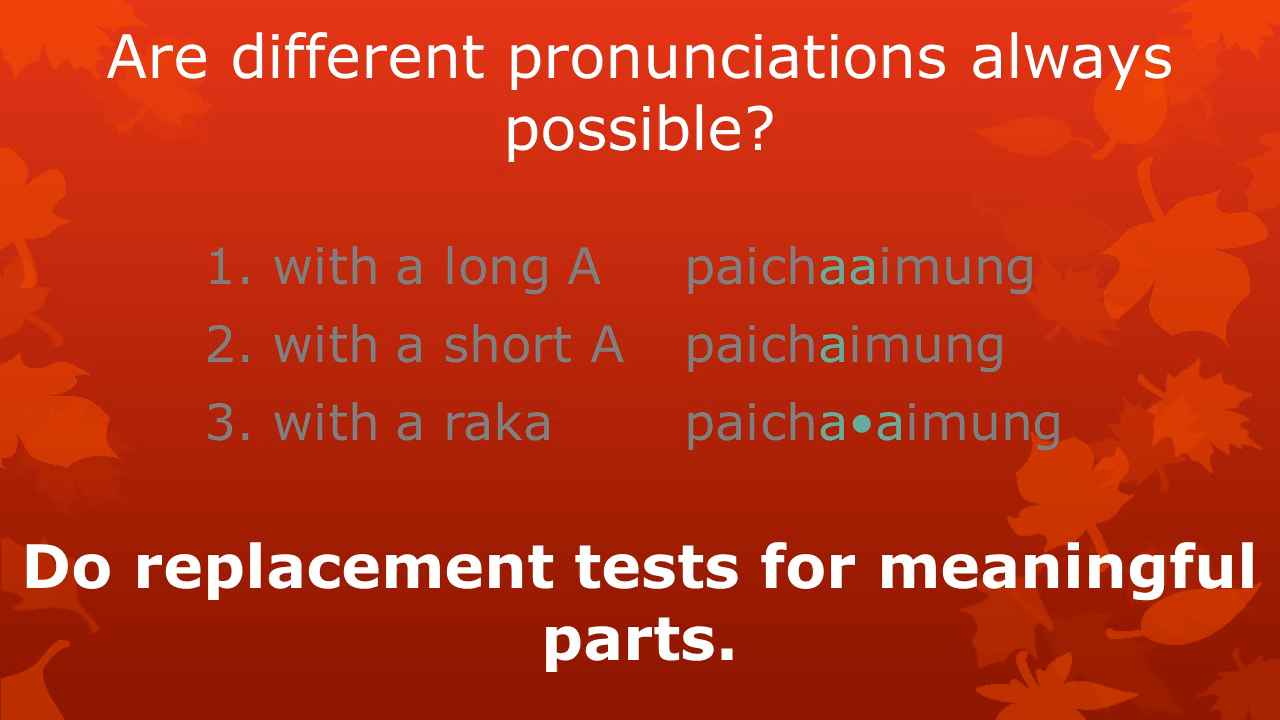 Are different pronunciations always
possible?
1. with a long A paichaaimung
2. with a short A paichaimung
3. with a raka paicha•aimung
Do replacement tests for meaningful
parts.